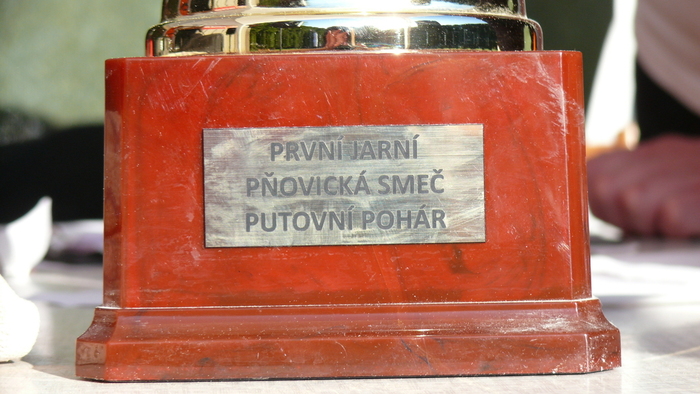 PRVNÍ JARNÍ
PŇOVICKÁ SMEČ
PUTOVNÍ POHÁR